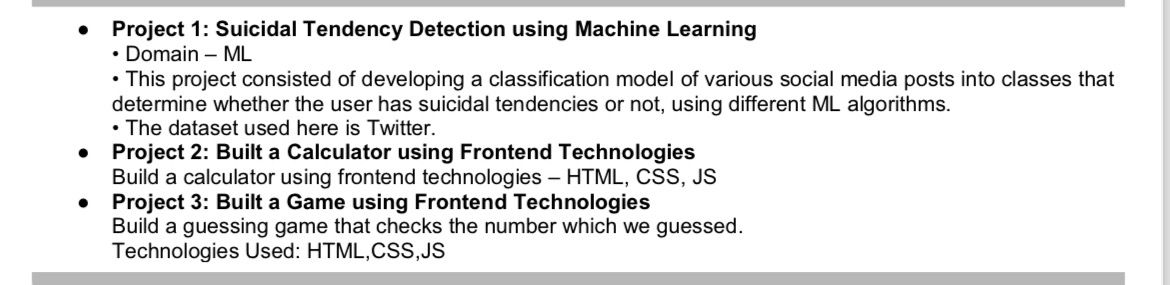 ● Project 1: Suicidal Tendency Detection using Machine Learning
• Domain – ML
• This project consisted of developing a classification model of various social media posts into classes that
determine whether the user has suicidal tendencies or not, using different ML algorithms.
• The dataset used here is Twitter.
● Project 2: Built a Calculator using Frontend Technologies
Build a calculator using frontend technologies – HTML, CSS, JS
● Project 3: Built a Game using Frontend Technologies
Build a guessing game that checks the number which we guessed.
Technologies Used: HTML,CSS,JS